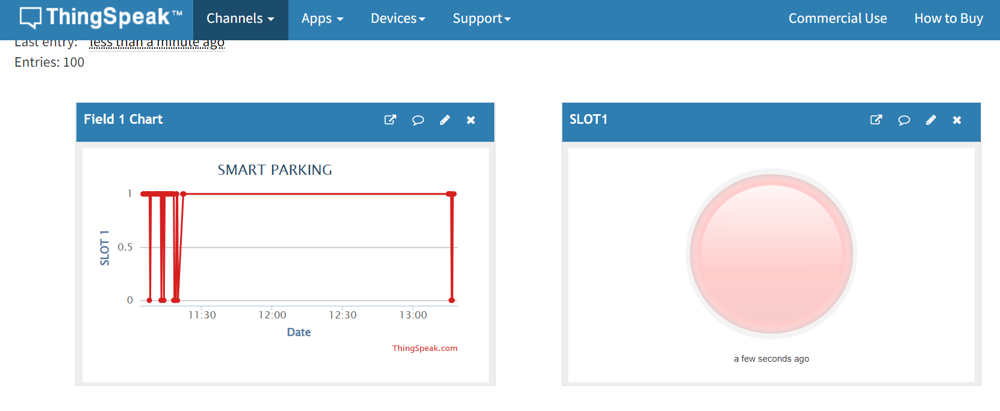 ThingSpeak™ Channels Apps Devices Support Commercial Use How to Buy
Last entry: less than a minute ago
Entries: 100
Field 1 Chart
SMART PARKING
SLOT 1
1
0.5
0
11:30 12:00 12:30 13:00
Date
ThingSpeak.com
SLOT1
a few seconds ago